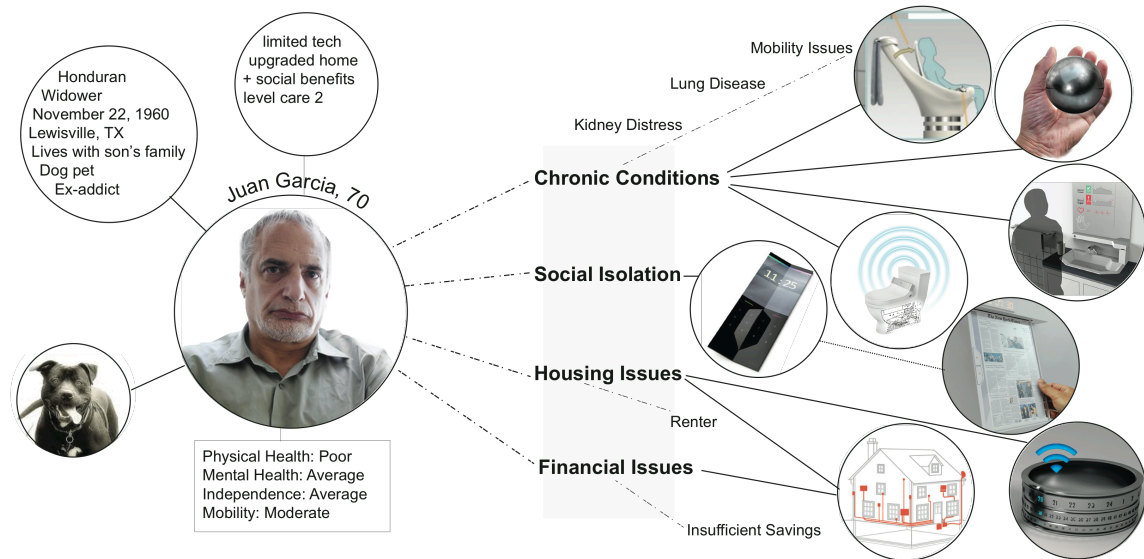 Honduran
Widower
November 22, 1960
Lewisville, TX
Lives with son's family
Dog pet
Ex-addict
limited tech
upgraded home
+ social benefits
level care 2
Juan Garcia, 70
Physical Health: Poor
Mental Health: Average
Independence: Average
Mobility: Moderate
Mobility Issues
Lung Disease
Kidney Distress
Chronic Conditions
Social Isolation
Housing Issues
Renter
Financial Issues
Insufficient Savings
11:25